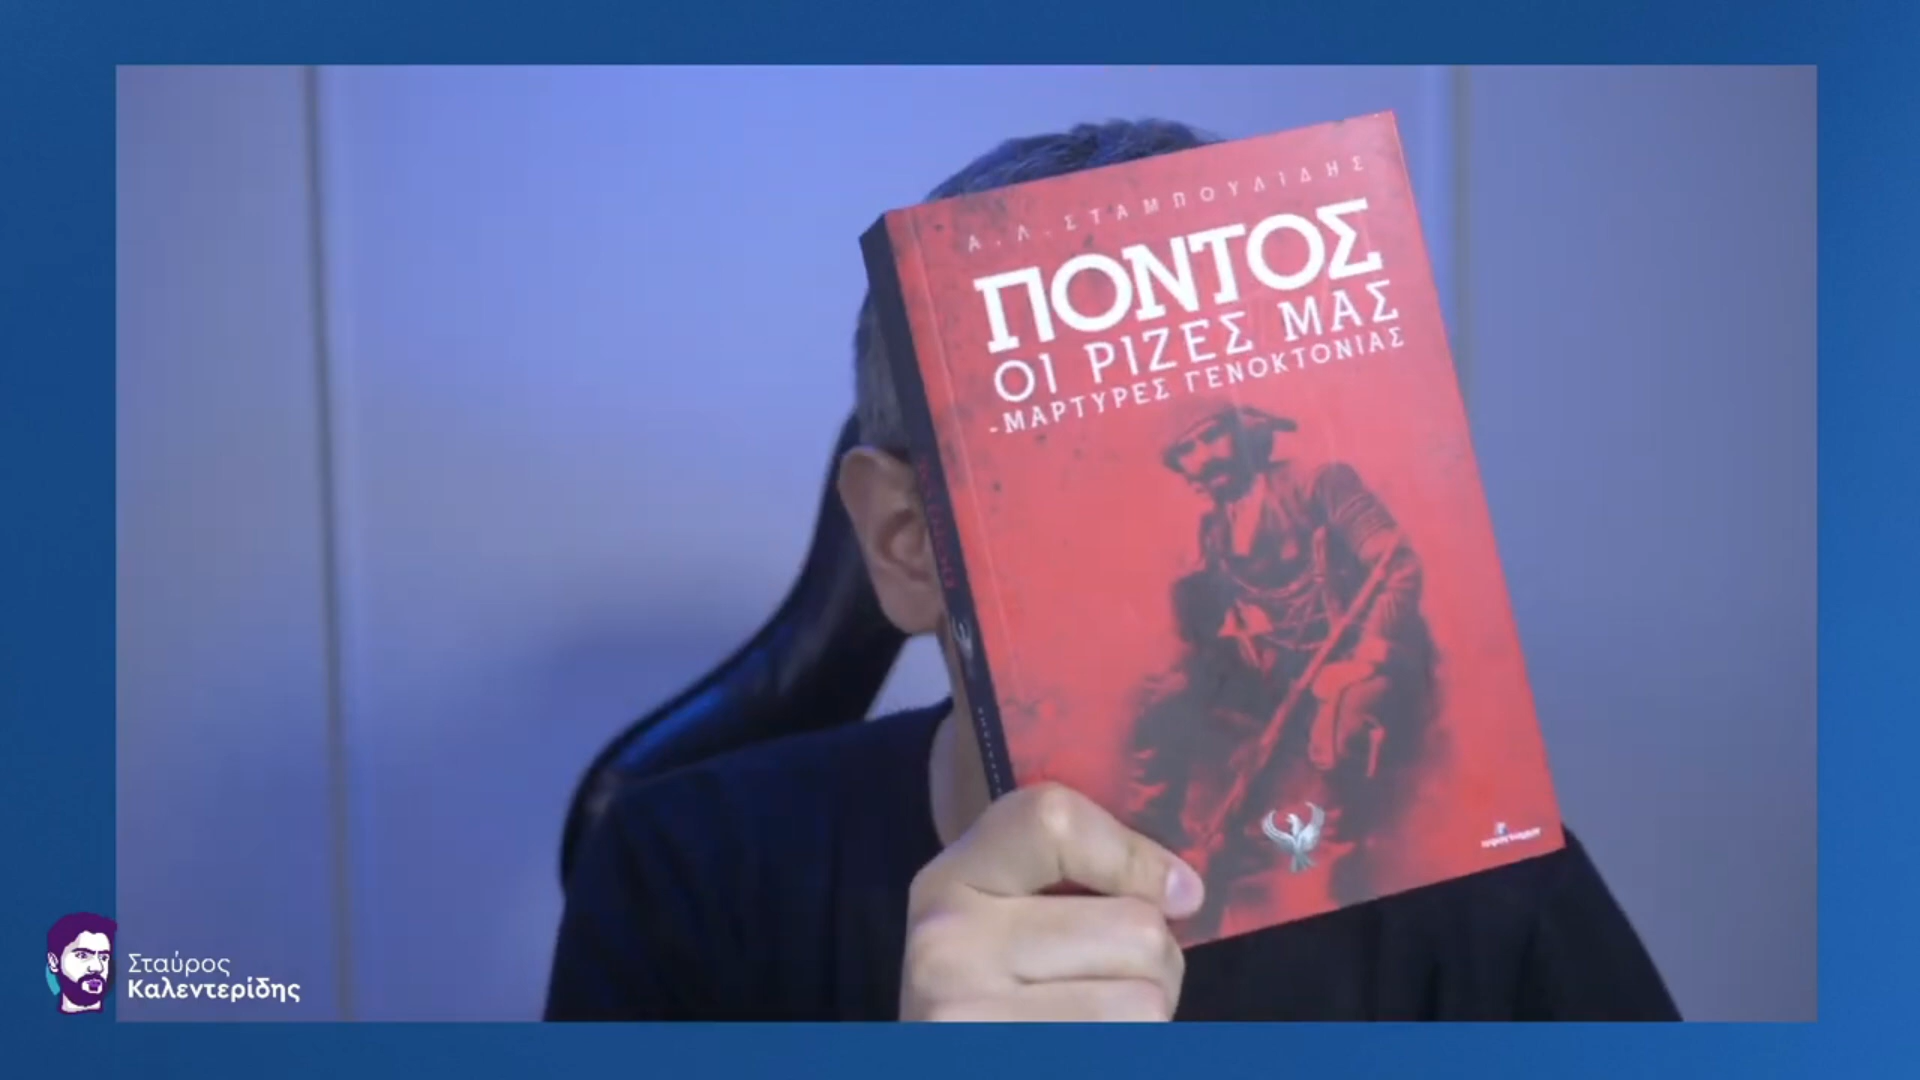 Α.Λ.ΣΤΑΜΠΟΥΛΙΔΗΣ
ΠΟΝΤΟΣ
ΟΙ ΡΙΖΕΣ ΜΑΣ
-ΜΑΡΤΥΡΕΣ ΓΕΝΟΚΤΟΝΙΑΣ
Σταύρος
Καλεντερίδης